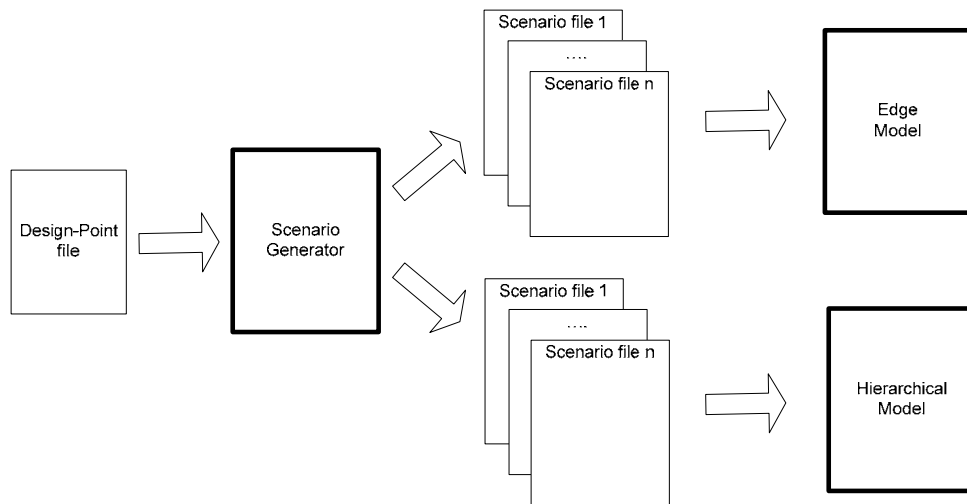 Scenario file 1
....
Scenario file n
Edge
Model
Design-Point
file
Scenario
Generator
Scenario file 1
....
Scenario file n
Hierarchical
Model